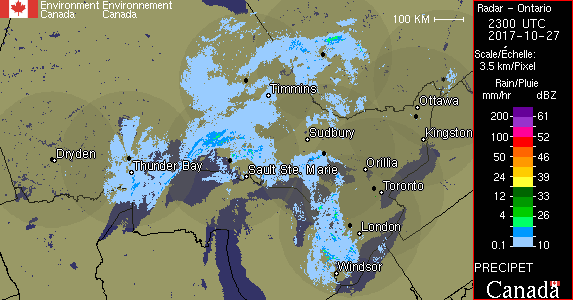 Environment Environnement
Canada Canada
100 KM
Timmins
Ottawa
Sudbury
Kingston
Dryden
Thunder Bay
Sault Ste. Marie
Orillia
Toronto
London
Windsor
Radar - Ontario
2300 UTC
2017-10-27
Scale/Échelle:
3.5 km/Pixel
Rain/Pluie
mm/hr dBZ
200 61
100 52
50 46
24 39
12 33
4 26
0.1 10
PRECIPET
Canada